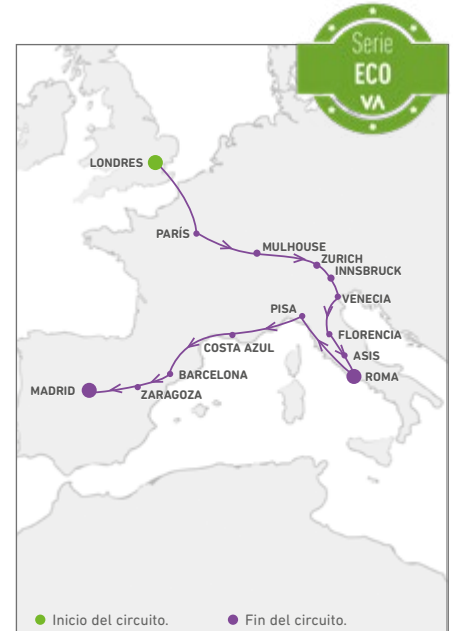 Serie
ECO
VA
LONDRES
PARÍS
MULHOUSE
ZURICH
INNSBRUCK
VENECIA
PISA
FLORENCIA
COSTA AZUL
ASIS
BARCELONA
ROMA
MADRID
ZARAGOZA
Inicio del circuito.
Fin del circuito.